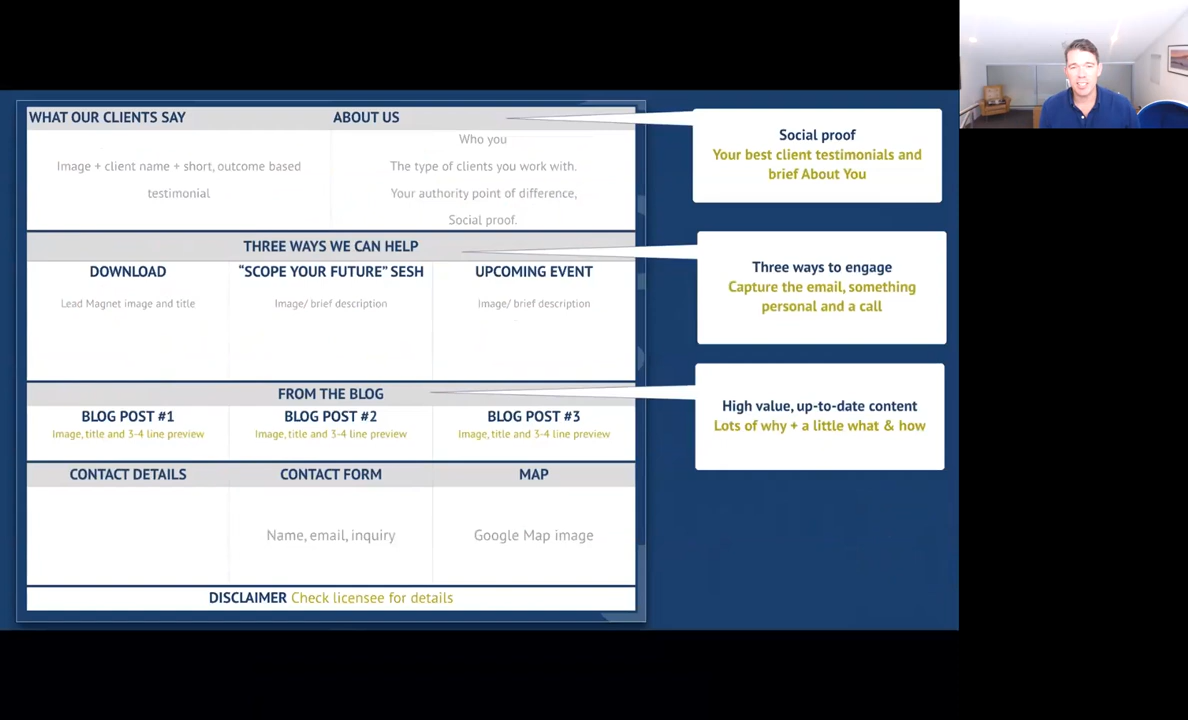 WHAT OUR CLIENTS SAY
ABOUT US
Image + client name + short, outcome based
testimonial
Who you
The type of clients you work with.
Your authority point of difference,
Social proof.
Social proof
Your best client testimonials and
brief About You
THREE WAYS WE CAN HELP
DOWNLOAD
Lead Magnet image and title
“SCOPE YOUR FUTURE” SESH
Image/ brief description
UPCOMING EVENT
Image/ brief description
Three ways to engage
Capture the email, something
personal and a call
FROM THE BLOG
BLOG POST #1
Image, title and 3-4 line preview
BLOG POST #2
Image, title and 3-4 line preview
BLOG POST #3
Image, title and 3-4 line preview
High value, up-to-date content
Lots of why + a little what & how
CONTACT DETAILS
CONTACT FORM
Name, email, inquiry
MAP
Google Map image
DISCLAIMER Check licensee for details